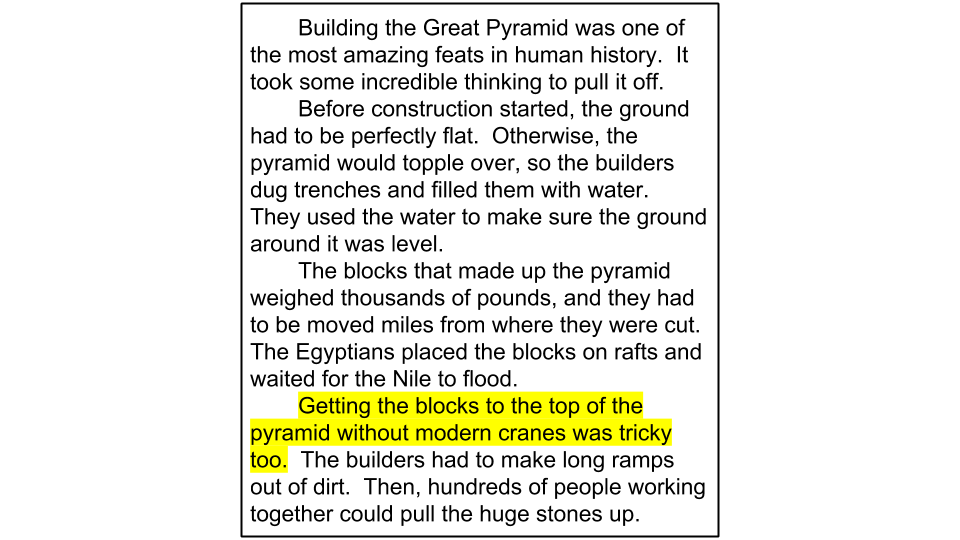 Building the Great Pyramid was one of
the most amazing feats in human history.  It
took some incredible thinking to pull it off.
Before construction started, the ground
had to be perfectly flat.  Otherwise, the
pyramid would topple over, so the builders
dug trenches and filled them with water.
They used the water to make sure the ground
around it was level.
The blocks that made up the pyramid
weighed thousands of pounds, and they had
to be moved miles from where they were cut.
The Egyptians placed the blocks on rafts and
waited for the Nile to flood.
Getting the blocks to the top of the
pyramid without modern cranes was tricky
too.  The builders had to make long ramps
out of dirt.  Then, hundreds of people working
together could pull the huge stones up.